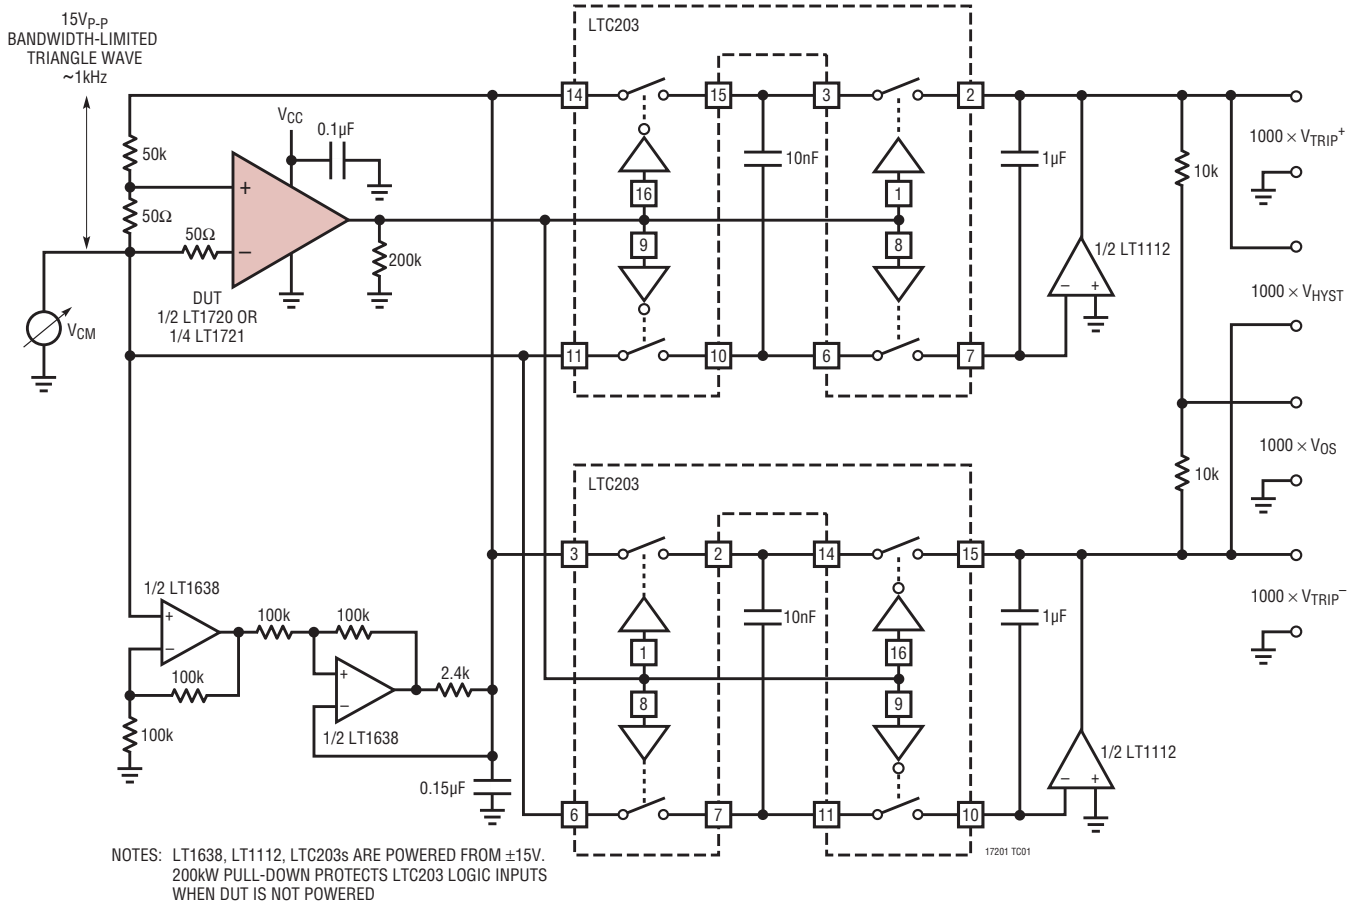 15VP-P
BANDWIDTH-LIMITED
TRIANGLE WAVE
~1kHz
LTC203
14
15
3
2
VCC
0.1µF
50k
+
50Ω
50Ω
–
200k
DUT
1/2 LT1720 OR
1/4 LT1721
VCM
16
9
10nF
1
8
1µF
1/2 LT1112
– +
10k
1000 × VTRIP+
1000 × VHYST
11
10
6
7
10k
1000 × VOS
LTC203
3
2
14
15
1/2 LT1638
+
–
100k
100k
100k
100k
+
–
2.4k
1/2 LT1638
0.15µF
1
8
10nF
16
9
1µF
1/2 LT1112
– +
1000 × VTRIP–
6
7
11
10
17201 TC01
NOTES: LT1638, LT1112, LTC203s ARE POWERED FROM ±15V.
200kW PULL-DOWN PROTECTS LTC203 LOGIC INPUTS
WHEN DUT IS NOT POWERED